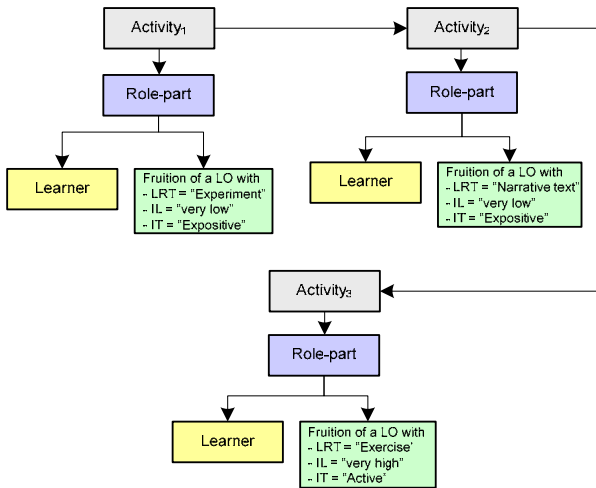 Activity₁
Activity₂
Role-part
Role-part
Learner
Fruition of a LO with
- LRT = "Experiment"
- IL = "very low"
- IT = "Expositive"
Learner
Fruition of a LO with
- LRT = "Narrative text"
- IL = "very low"
- IT = "Expositive"
Activity₃
Role-part
Learner
Fruition of a LO with
- LRT = "Exercise'
- IL = "very high"
- IT = "Active"